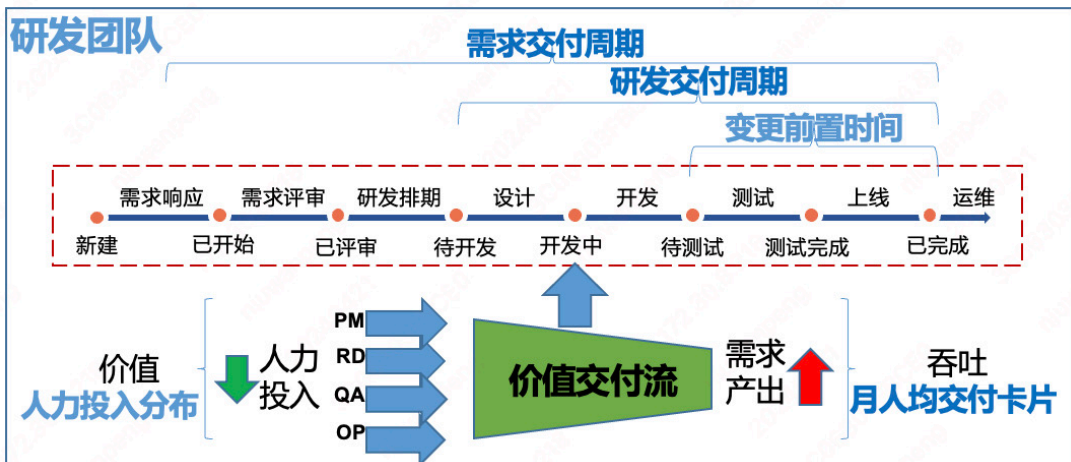 研发团队
需求交付周期
研发交付周期
变更前置时间
需求响应 需求评审 研发排期 设计 开发 测试 上线 运维
新建 已开始 已评审 待开发 开发中 待测试 测试完成 已完成
价值
人力投入分布
人力
投入
PM
RD
QA
OP
价值交付流
需求
产出
吞吐
月人均交付卡片